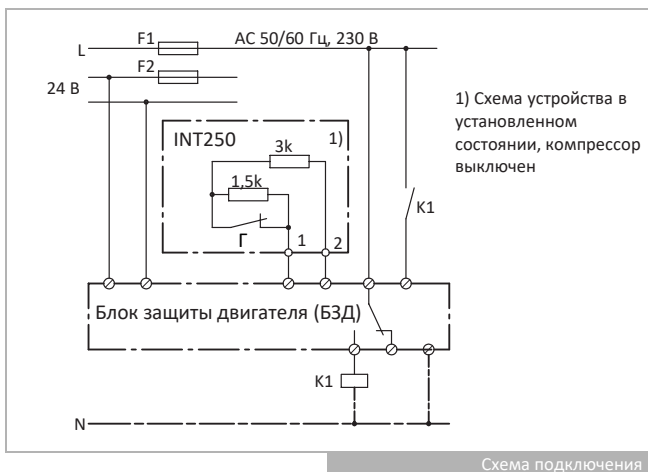 F1
AC 50/60 Гц, 230 В
L
F2
24 В
INT250
1)
3k
1,5k
Г
1
2
K1
1) Схема устройства в
установленном
состоянии, компрессор
выключен
Блок защиты двигателя (БЗД)
K1
N
Схема подключения